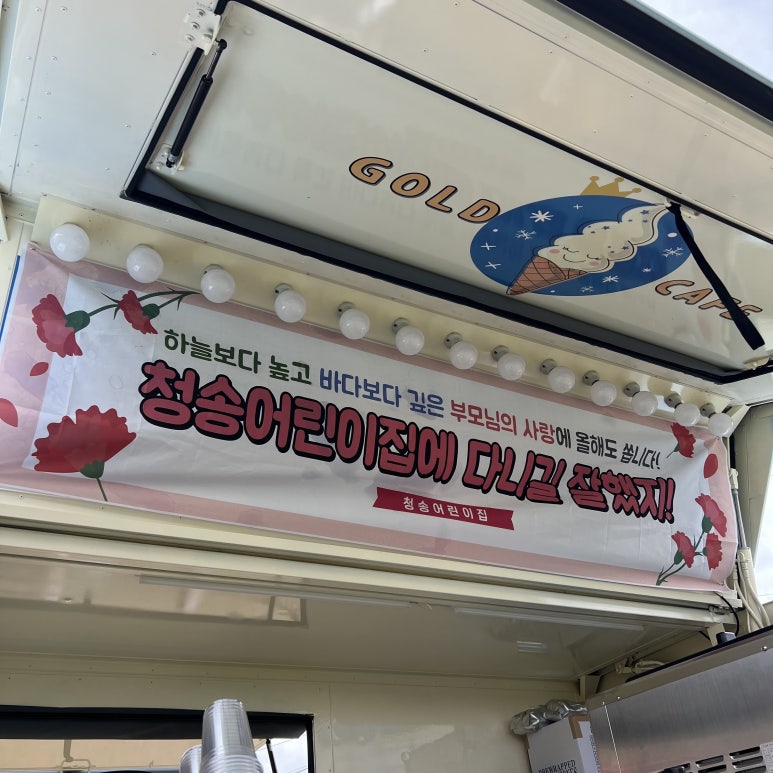 GOLD
CAFE
하늘보다 높고 바다보다 깊은 부모님의 사랑에 올해도 쏩니다!
청송어린이집에 다니길 잘했지!
청송어린이집